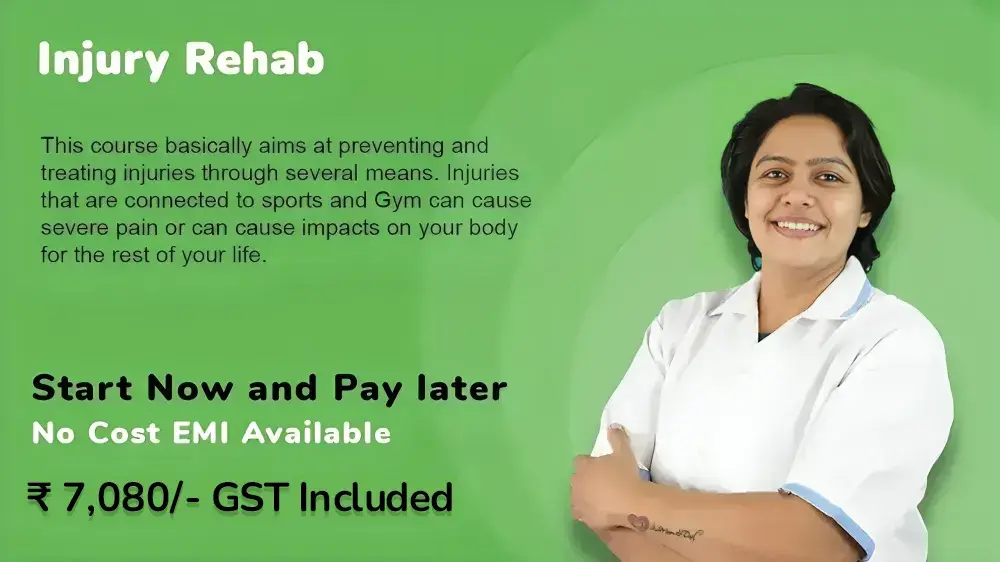 Injury Rehab
This course basically aims at preventing and
treating injuries through several means. Injuries
that are connected to sports and Gym can cause
severe pain or can cause impacts on your body
for the rest of your life.
Start Now and Pay later
No Cost EMI Available
₹ 7,080/- GST Included